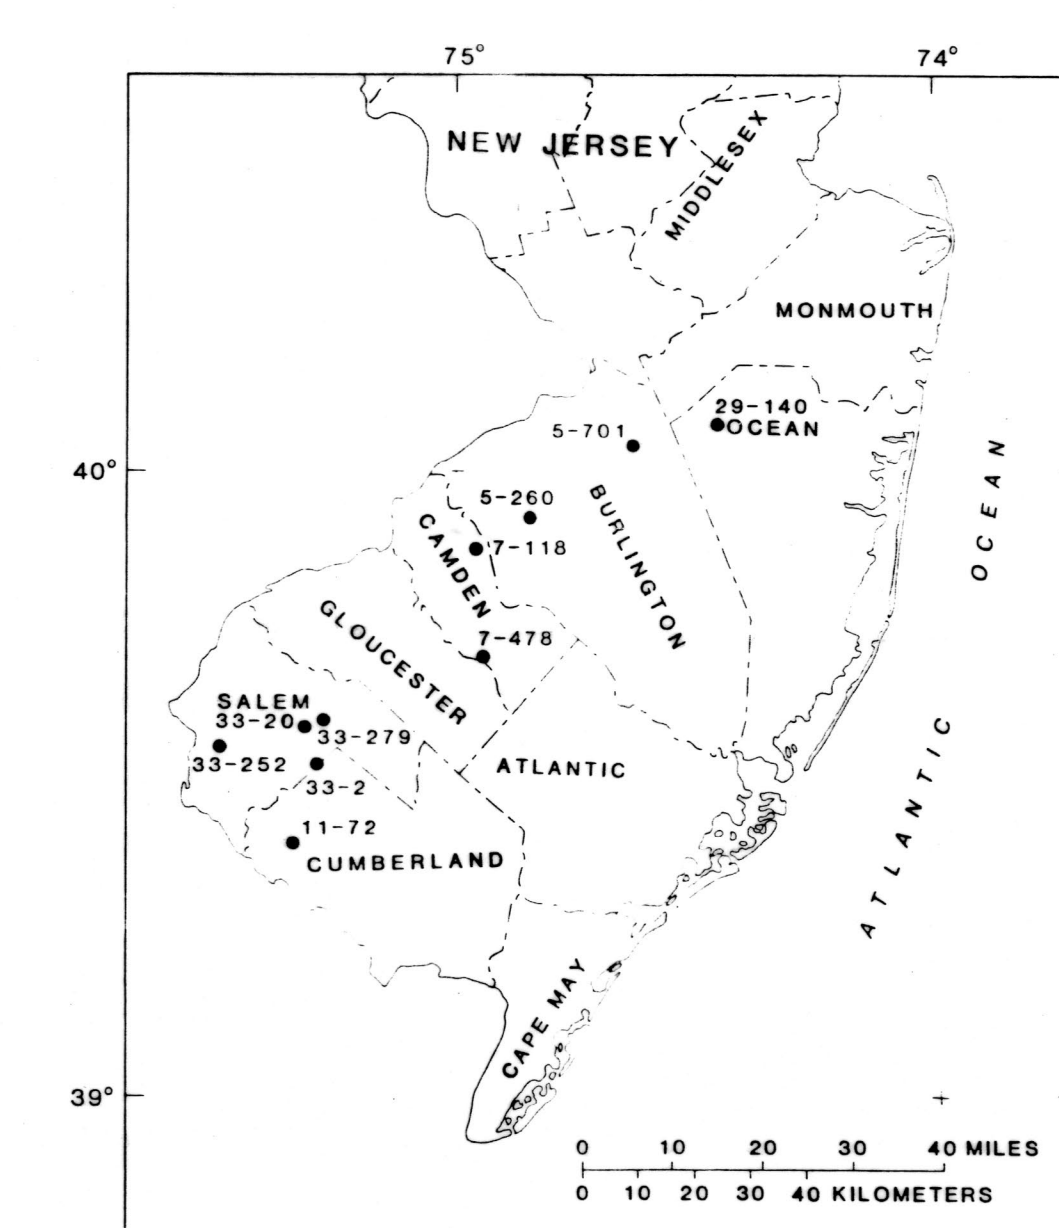 75° 74°
NEW JERSEY
MIDDLESEX
MONMOUTH
29-140
OCEAN
5-701
40°
5-260
BURLINGTON
CAMDEN
7-118
OCEAN
GLOUCESTER
7-478
SALEM
33-20
33-279
33-252
33-2
ATLANTIC
ATLANTIC
11-72
CUMBERLAND
CAPE MAY
39°
0 10 20 30 40 MILES
0 10 20 30 40 KILOMETERS